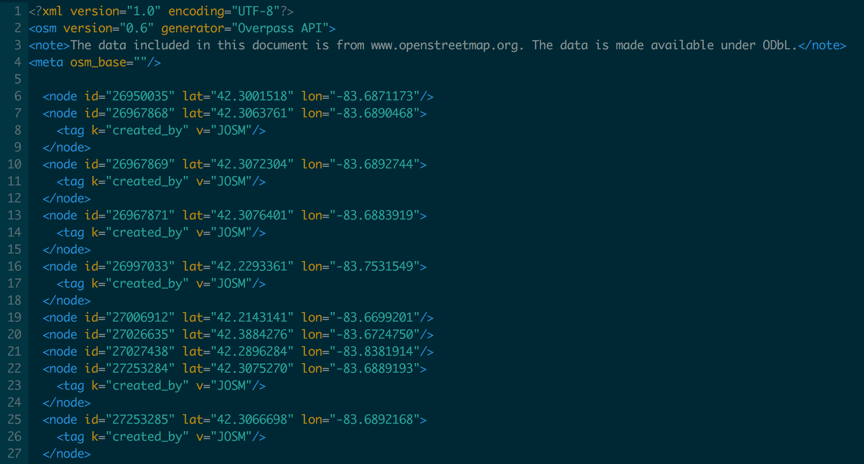 1 <?xml version="1.0" encoding="UTF-8"?>
2 <osm version="0.6" generator="Overpass API">
3 <note>The data included in this document is from www.openstreetmap.org. The data is made available under ODbL.</note>
4 <meta osm_base=""/>
5
6 <node id="26950035" lat="42.3001518" lon="-83.6871173"/>
7 <node id="26967868" lat="42.3063761" lon="-83.6890468">
8 <tag k="created_by" v="JOSM"/>
9 </node>
10 <node id="26967869" lat="42.3072304" lon="-83.6892744">
11 <tag k="created_by" v="JOSM"/>
12 </node>
13 <node id="26967871" lat="42.3076401" lon="-83.6883919">
14 <tag k="created_by" v="JOSM"/>
15 </node>
16 <node id="26997033" lat="42.2293361" lon="-83.7531549">
17 <tag k="created_by" v="JOSM"/>
18 </node>
19 <node id="27006912" lat="42.2143141" lon="-83.6699201"/>
20 <node id="27026635" lat="42.3884276" lon="-83.6724750"/>
21 <node id="27027438" lat="42.2896284" lon="-83.8381914"/>
22 <node id="27253284" lat="42.3075270" lon="-83.6889193">
23 <tag k="created_by" v="JOSM"/>
24 </node>
25 <node id="27253285" lat="42.3066698" lon="-83.6892168">
26 <tag k="created_by" v="JOSM"/>
27 </node>